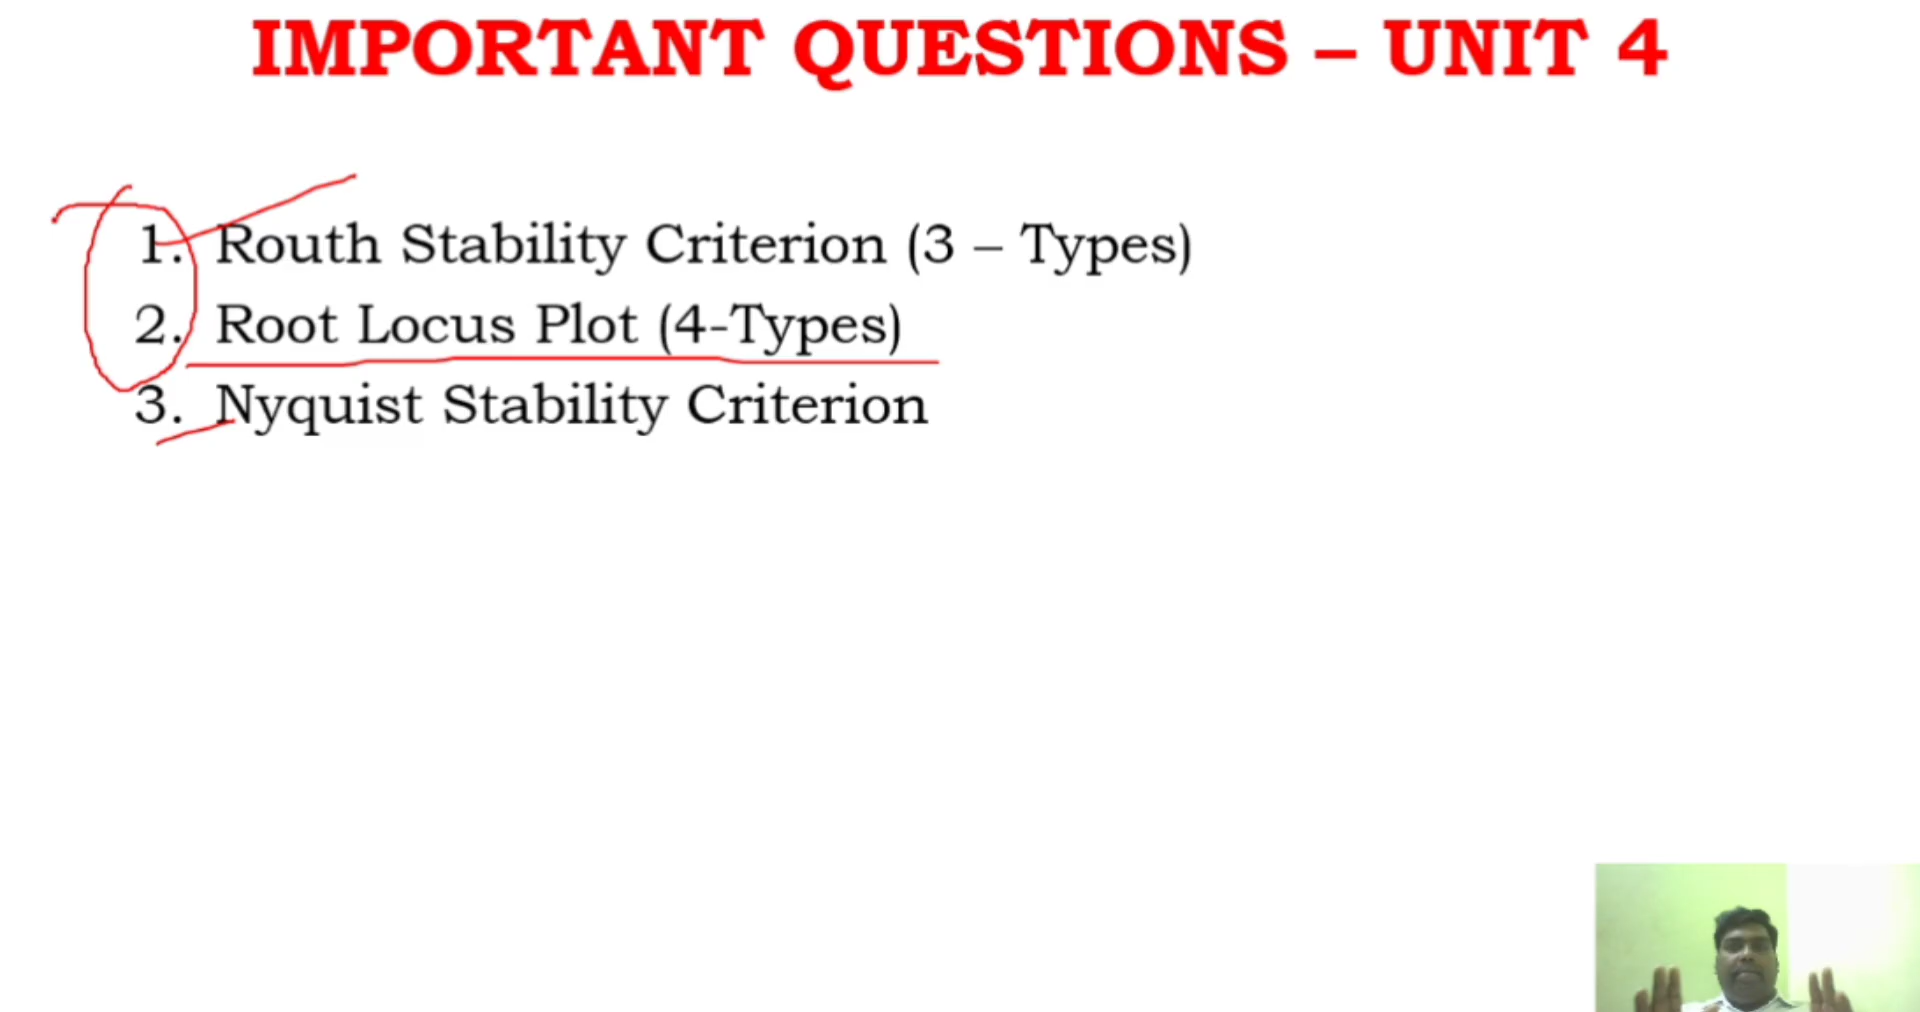 IMPORTANT QUESTIONS – UNIT 4
1. Routh Stability Criterion (3 – Types)
2. Root Locus Plot (4-Types)
3. Nyquist Stability Criterion